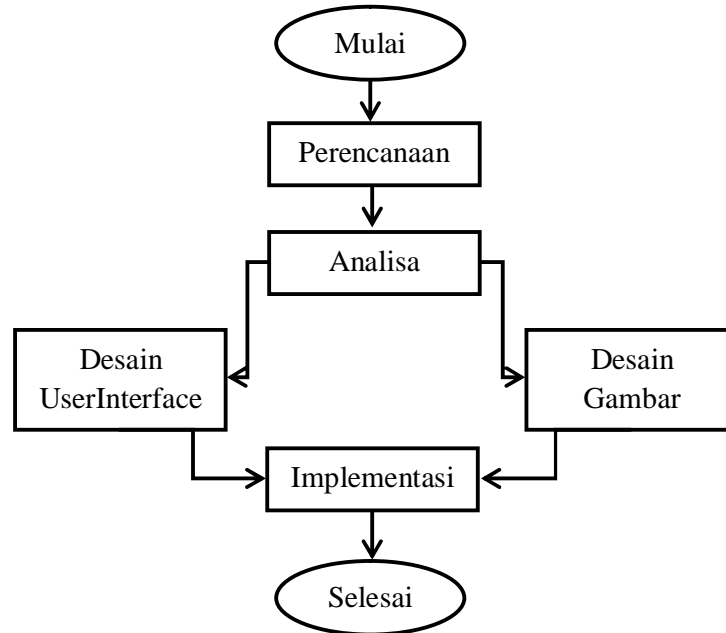 Mulai
Perencanaan
Analisa
Desain
UserInterface
Desain
Gambar
Implementasi
Selesai